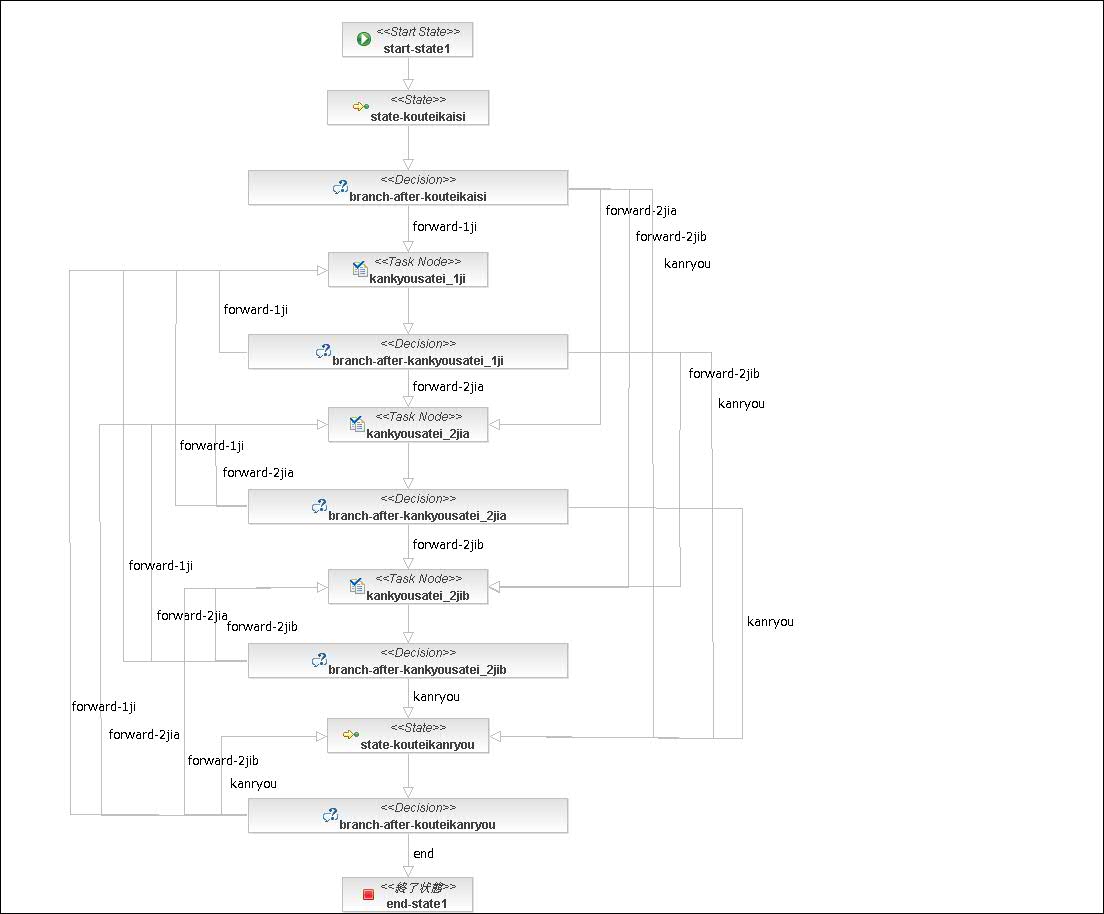 <<Start State>>
start-state1
<<State>>
state-kouteikaisi
<<Decision>>
branch-after-kouteikaisi
forward-2jia
forward-1ji
forward-2jib
kanryou
<<Task Node>>
kankyousatei_1ji
forward-1ji
<<Decision>>
branch-after-kankyousatei_1ji
forward-2jib
forward-2jia
kanryou
<<Task Node>>
kankyousatei_2jia
forward-1ji
forward-2jia
<<Decision>>
branch-after-kankyousatei_2jia
forward-2jib
forward-1ji
<<Task Node>>
kankyousatei_2jib
forward-2jia
forward-2jib
kanryou
<<Decision>>
branch-after-kankyousatei_2jib
kanryou
forward-1ji
<<State>>
state-kouteikanryou
forward-2jia
forward-2jib
kanryou
<<Decision>>
branch-after-kouteikanryou
end
<<終了状態>>
end-state1